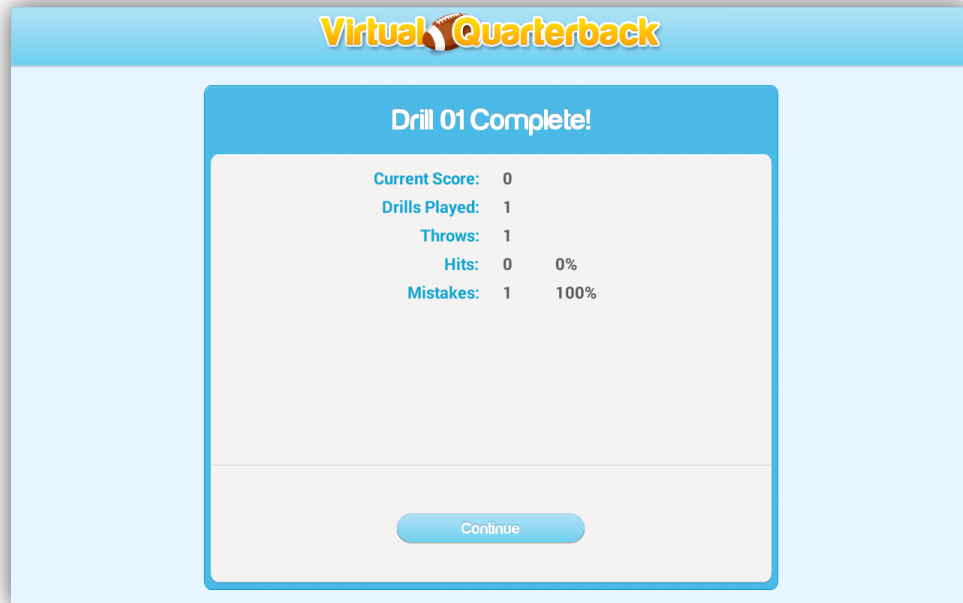 Virtual Quarterback
Drill 01 Complete!
Current Score: 0
Drills Played: 1
Throws: 1
Hits: 0 0%
Mistakes: 1 100%
Continue